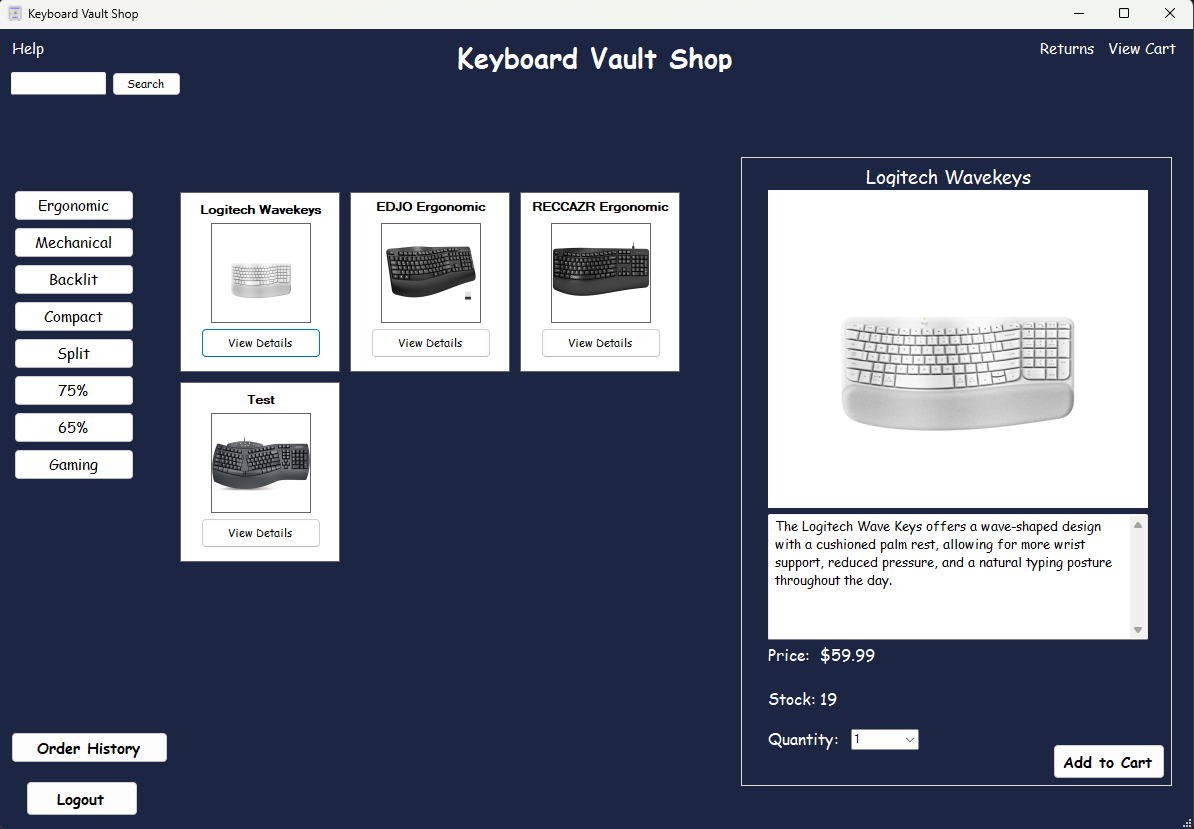 Keyboard Vault Shop
Help
Keyboard Vault Shop
Returns View Cart
Search
Ergonomic
Mechanical
Backlit
Compact
Split
75%
65%
Gaming
Logitech Wavekeys
View Details
EDJO Ergonomic
View Details
RECCAZR Ergonomic
View Details
Test
View Details
Order History
Logout
Logitech Wavekeys
The Logitech Wave Keys offers a wave-shaped design
with a cushioned palm rest, allowing for more wrist
support, reduced pressure, and a natural typing posture
throughout the day.
Price: $59.99
Stock: 19
Quantity: 1
Add to Cart